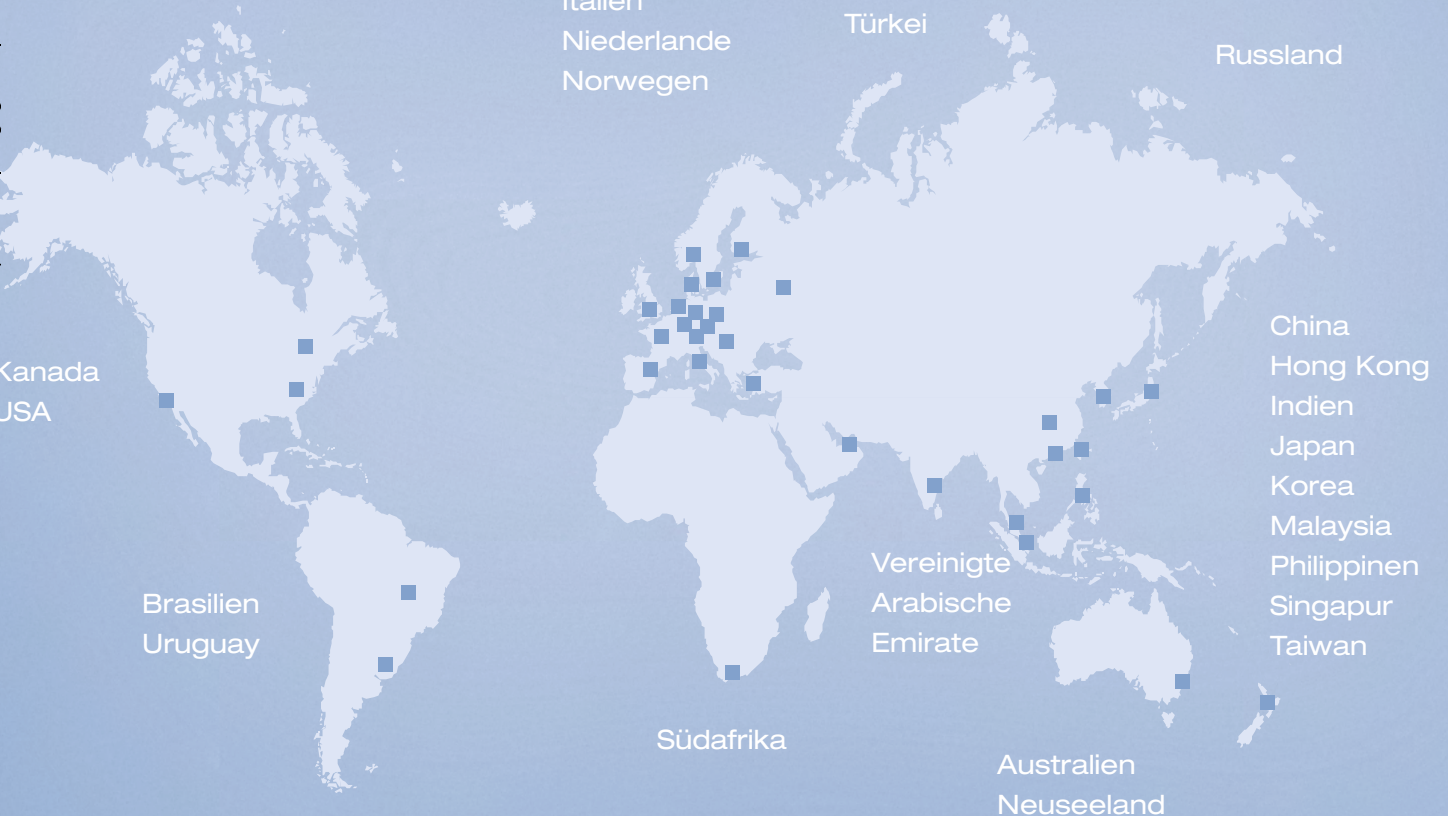 Italien
Niederlande
Norwegen
Türkei
Russland
Kanada
USA
China
Hong Kong
Indien
Japan
Korea
Malaysia
Philippinen
Singapur
Taiwan
Brasilien
Uruguay
Vereinigte
Arabische
Emirate
Südafrika
Australien
Neuseeland